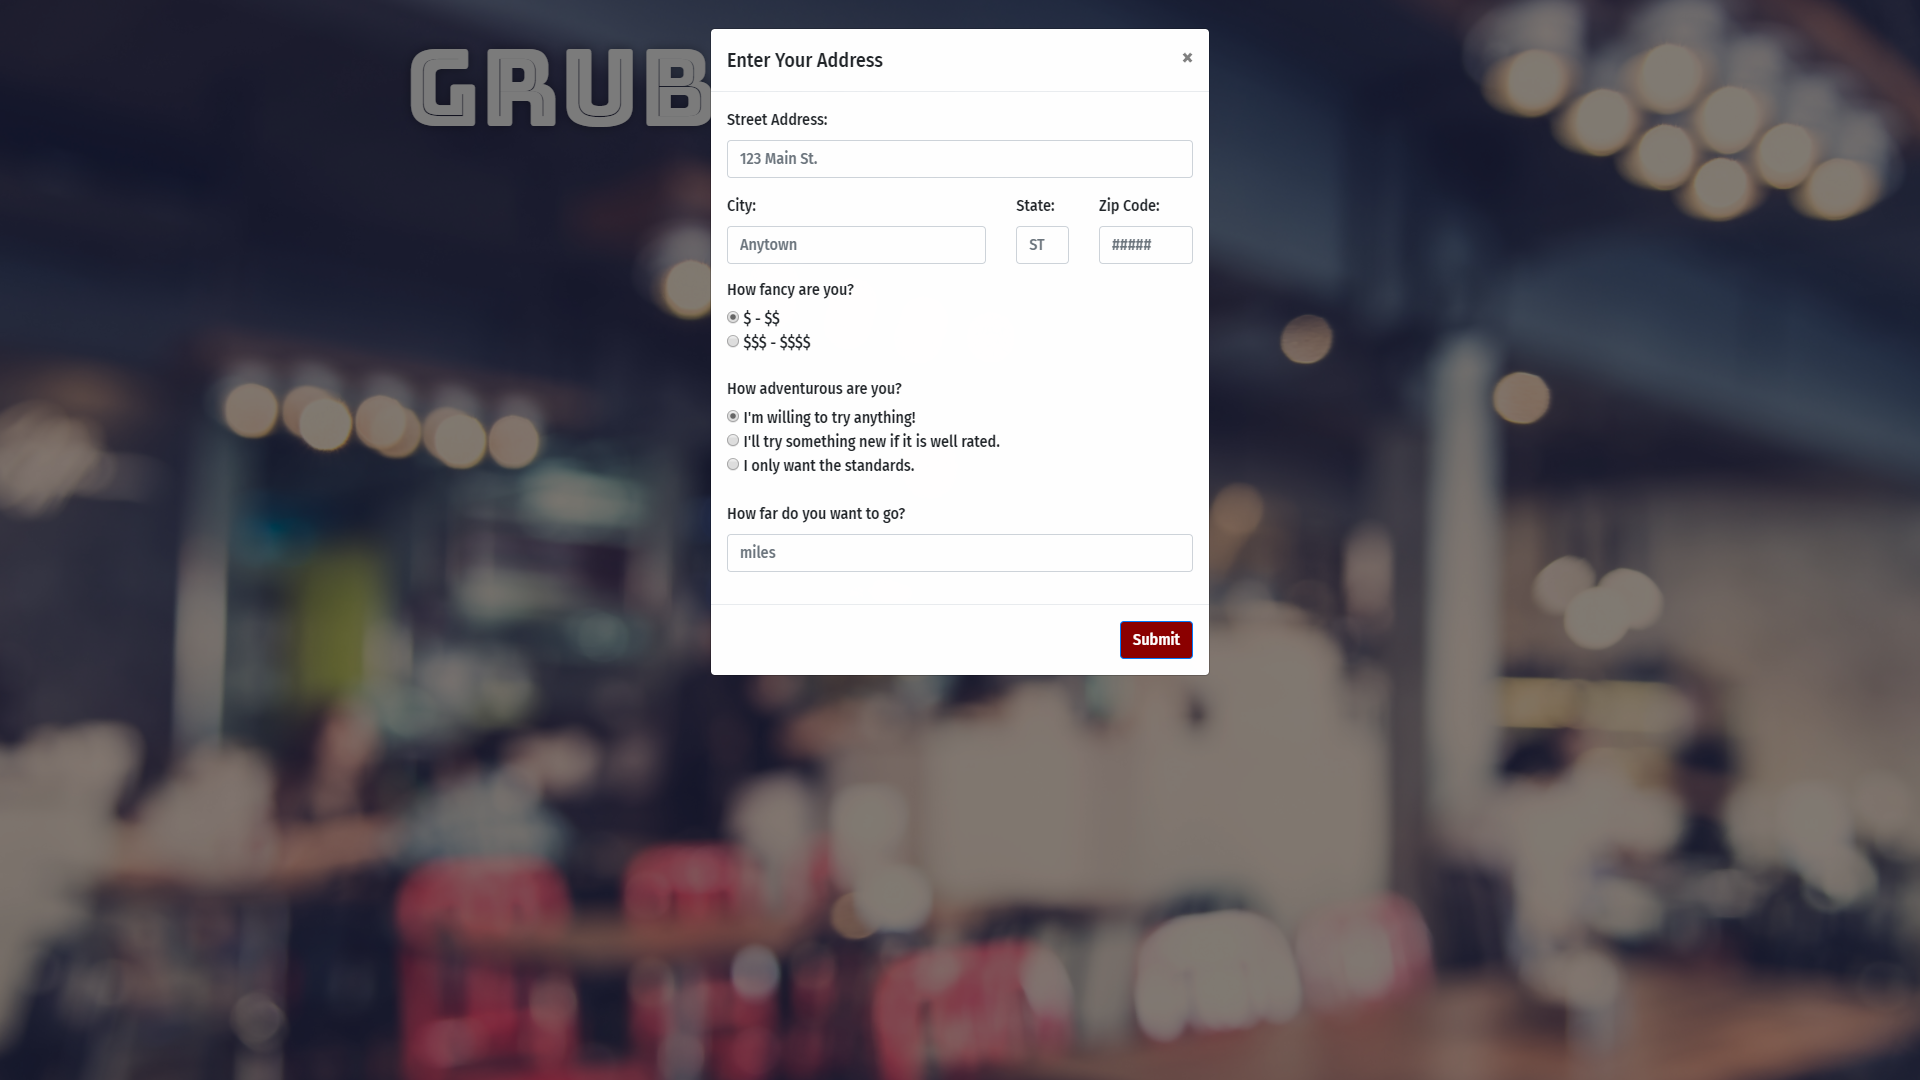 GRUB
Enter Your Address
×
Street Address:
123 Main St.
City: State: Zip Code:
Anytown ST #####
How fancy are you?
$ - $$
$$$ - $$$$
How adventurous are you?
I'm willing to try anything!
I'll try something new if it is well rated.
I only want the standards.
How far do you want to go?
miles
Submit